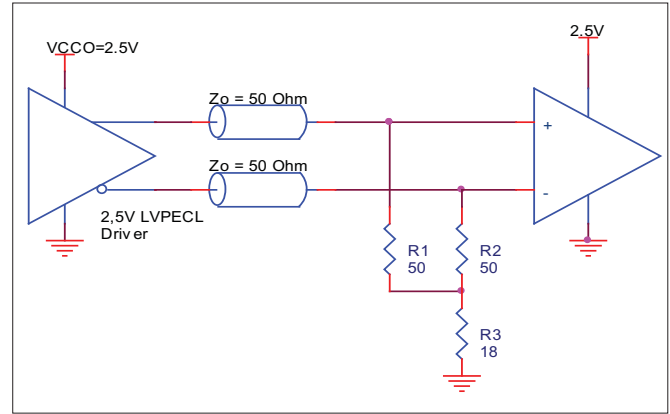 VCCO=2.5V
2.5V
Zo = 50 Ohm
+
Zo = 50 Ohm
-
2,5V LVPECL
Driver
R1
50
R2
50
R3
18